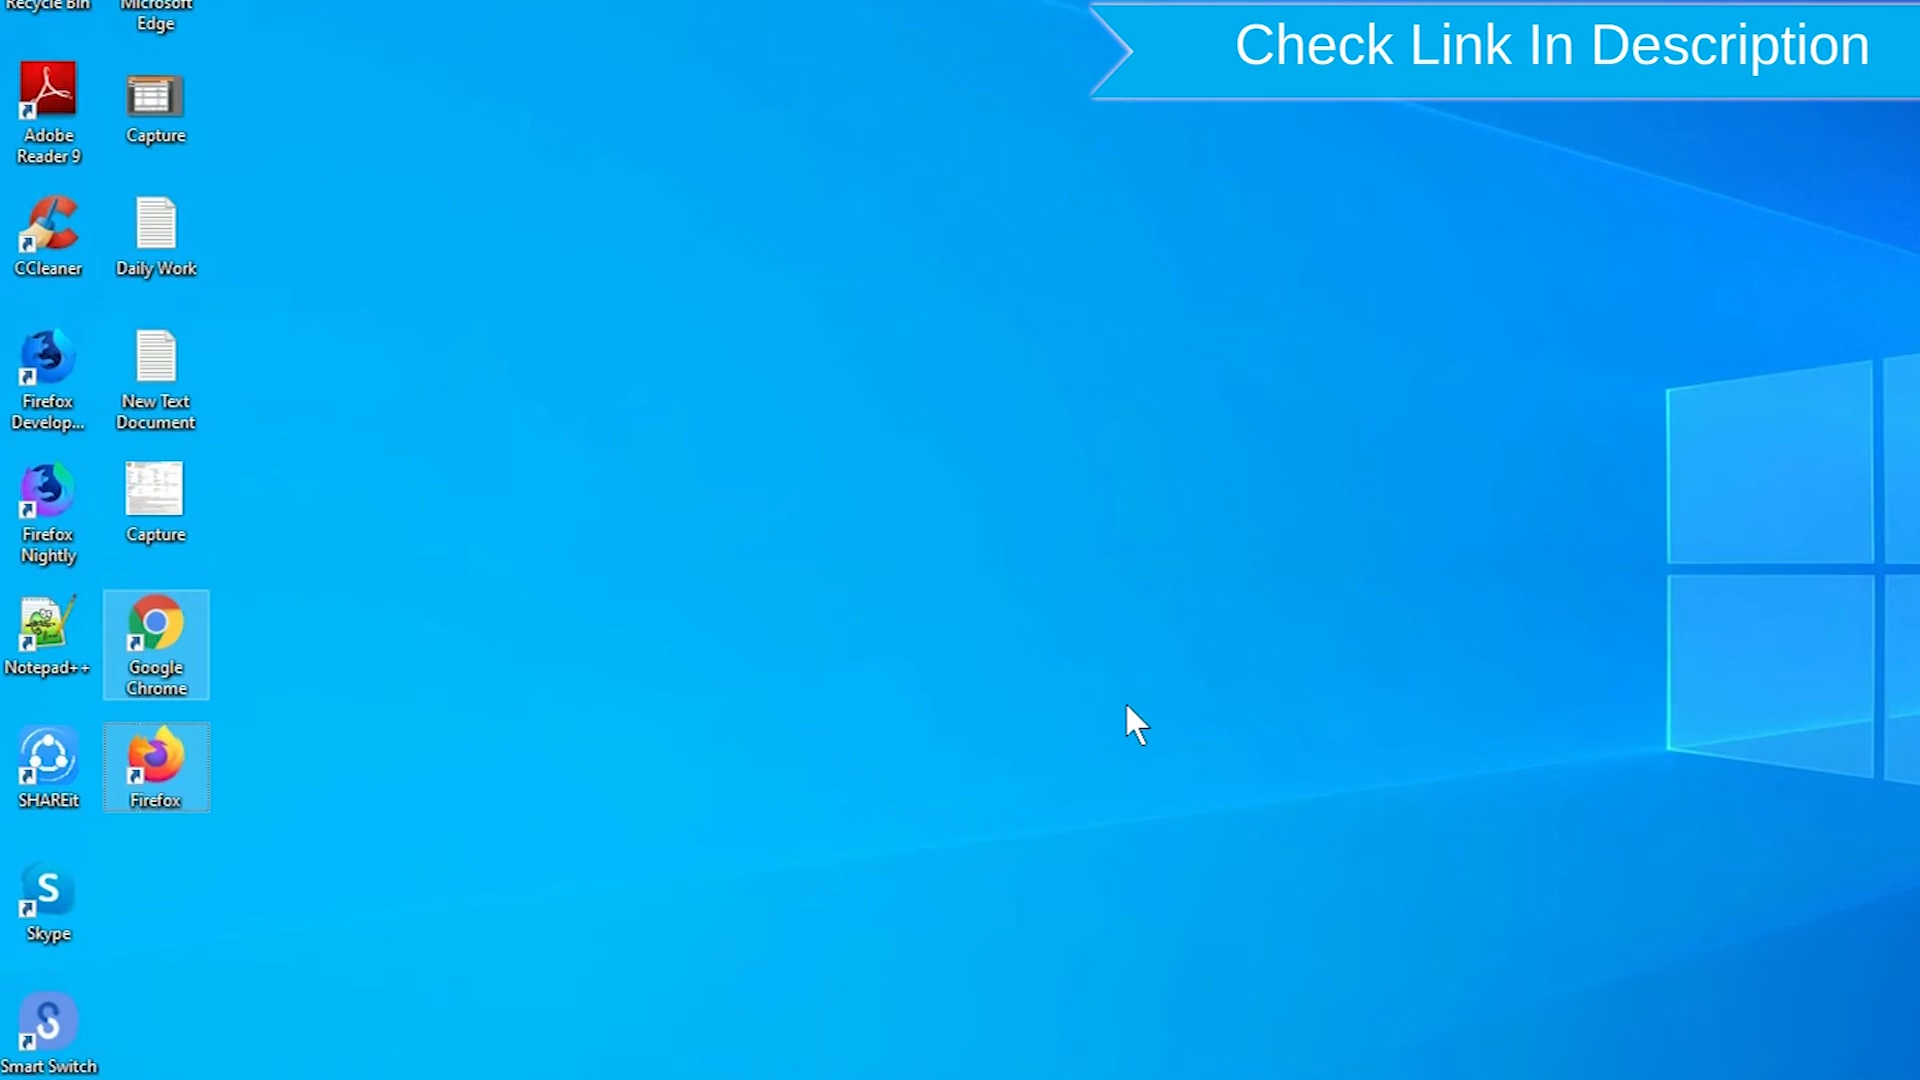 Recycle Bin
Microsoft
Edge
Check Link In Description
Adobe
Reader 9
Capture
CCleaner
Daily Work
Firefox
Develop...
New Text
Document
Firefox
Nightly
Capture
Notepad++
Google
Chrome
SHAREit
Firefox
Skype
Smart Switch